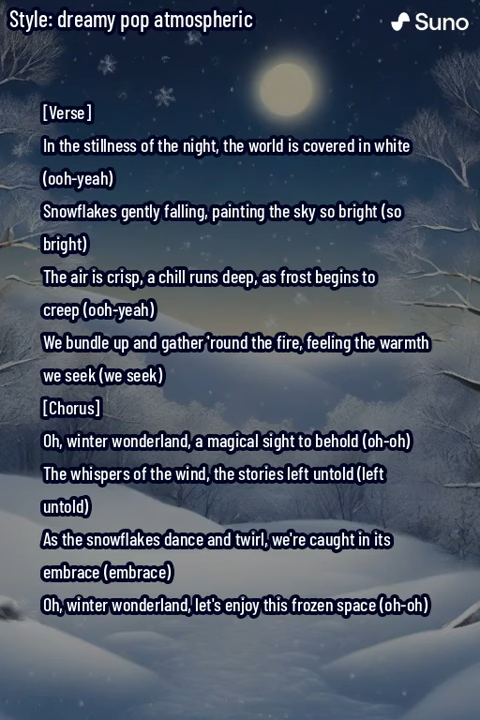 Style: dreamy pop atmospheric
Suno
[Verse]
In the stillness of the night, the world is covered in white
(ooh-yeah)
Snowflakes gently falling, painting the sky so bright (so
bright)
The air is crisp, a chill runs deep, as frost begins to
creep (ooh-yeah)
We bundle up and gather 'round the fire, feeling the warmth
we seek (we seek)
[Chorus]
Oh, winter wonderland, a magical sight to behold (oh-oh)
The whispers of the wind, the stories left untold (left
untold)
As the snowflakes dance and twirl, we're caught in its
embrace (embrace)
Oh, winter wonderland, let's enjoy this frozen space (oh-oh)